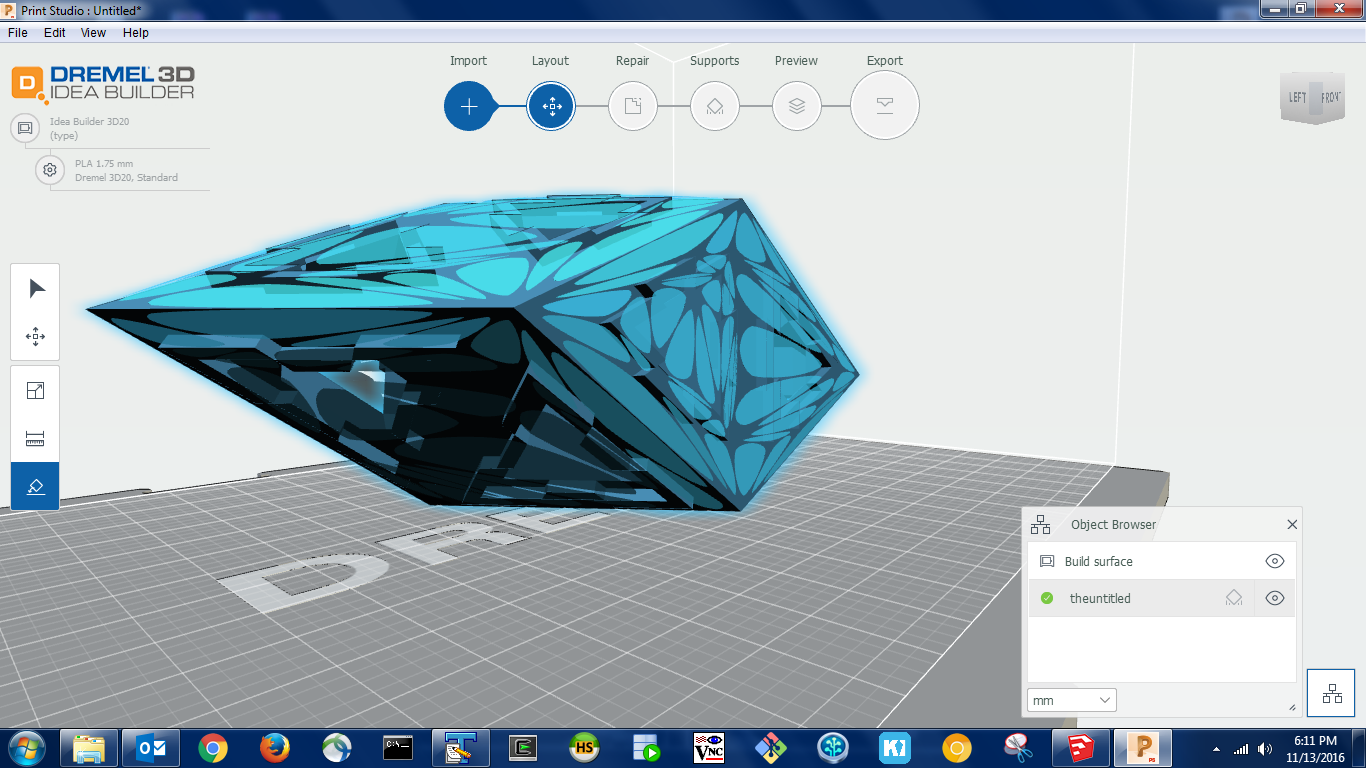 Print Studio : Untitled*
File Edit View Help
DREMEL 3D
IDEA BUILDER
Idea Builder 3D20
(type)
PLA 1.75 mm
Dremel 3D20, Standard
Import Layout Repair Supports Preview Export
LEFT FRONT
DRE
Object Browser
Build surface
theuntitled
mm
C:\
HS
VNC
PS
6:11 PM
11/13/2016